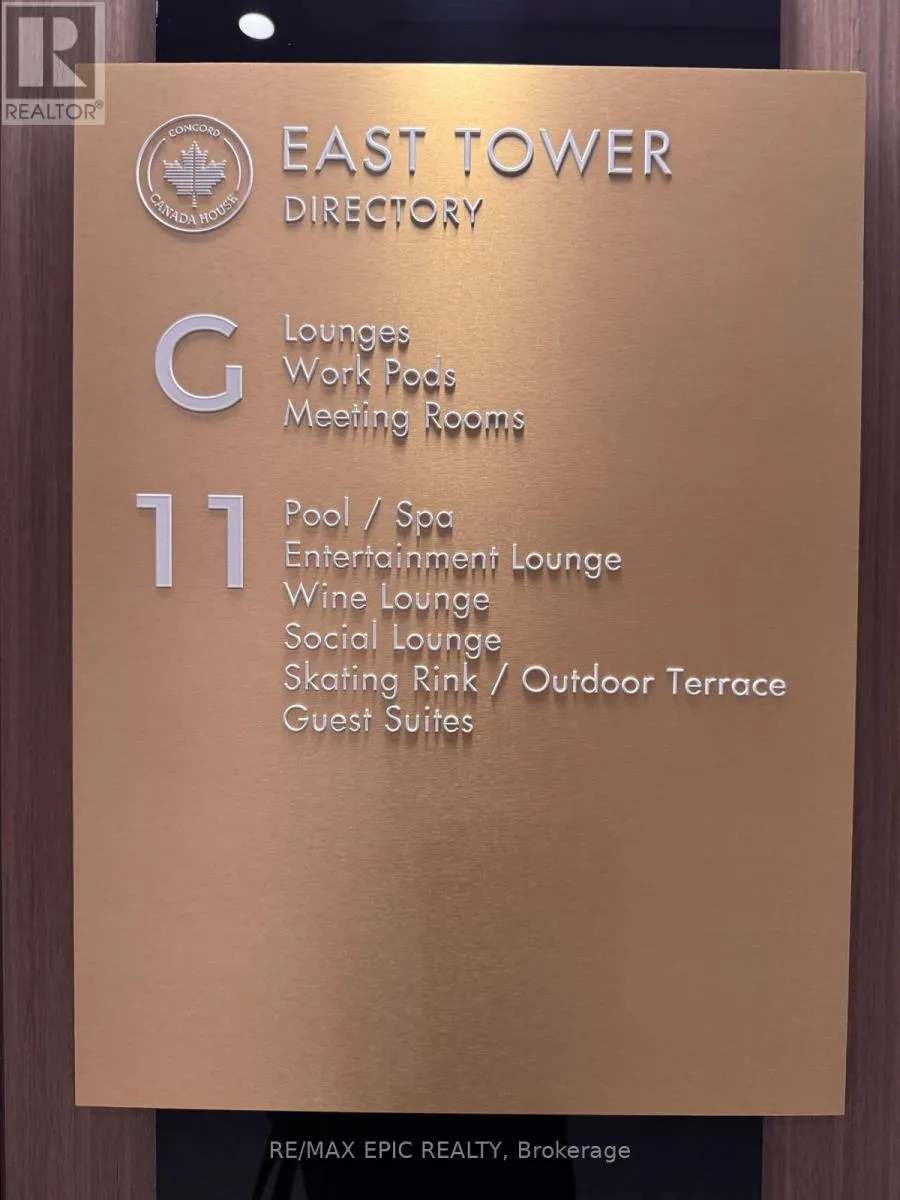 R
REALTOR®
CONCORD
CANADA HOUSE
EAST TOWER
DIRECTORY
G
Lounges
Work Pods
Meeting Rooms
11
Pool / Spa
Entertainment Lounge
Wine Lounge
Social Lounge
Skating Rink / Outdoor Terrace
Guest Suites
RE/MAX EPIC REALTY, Brokerage